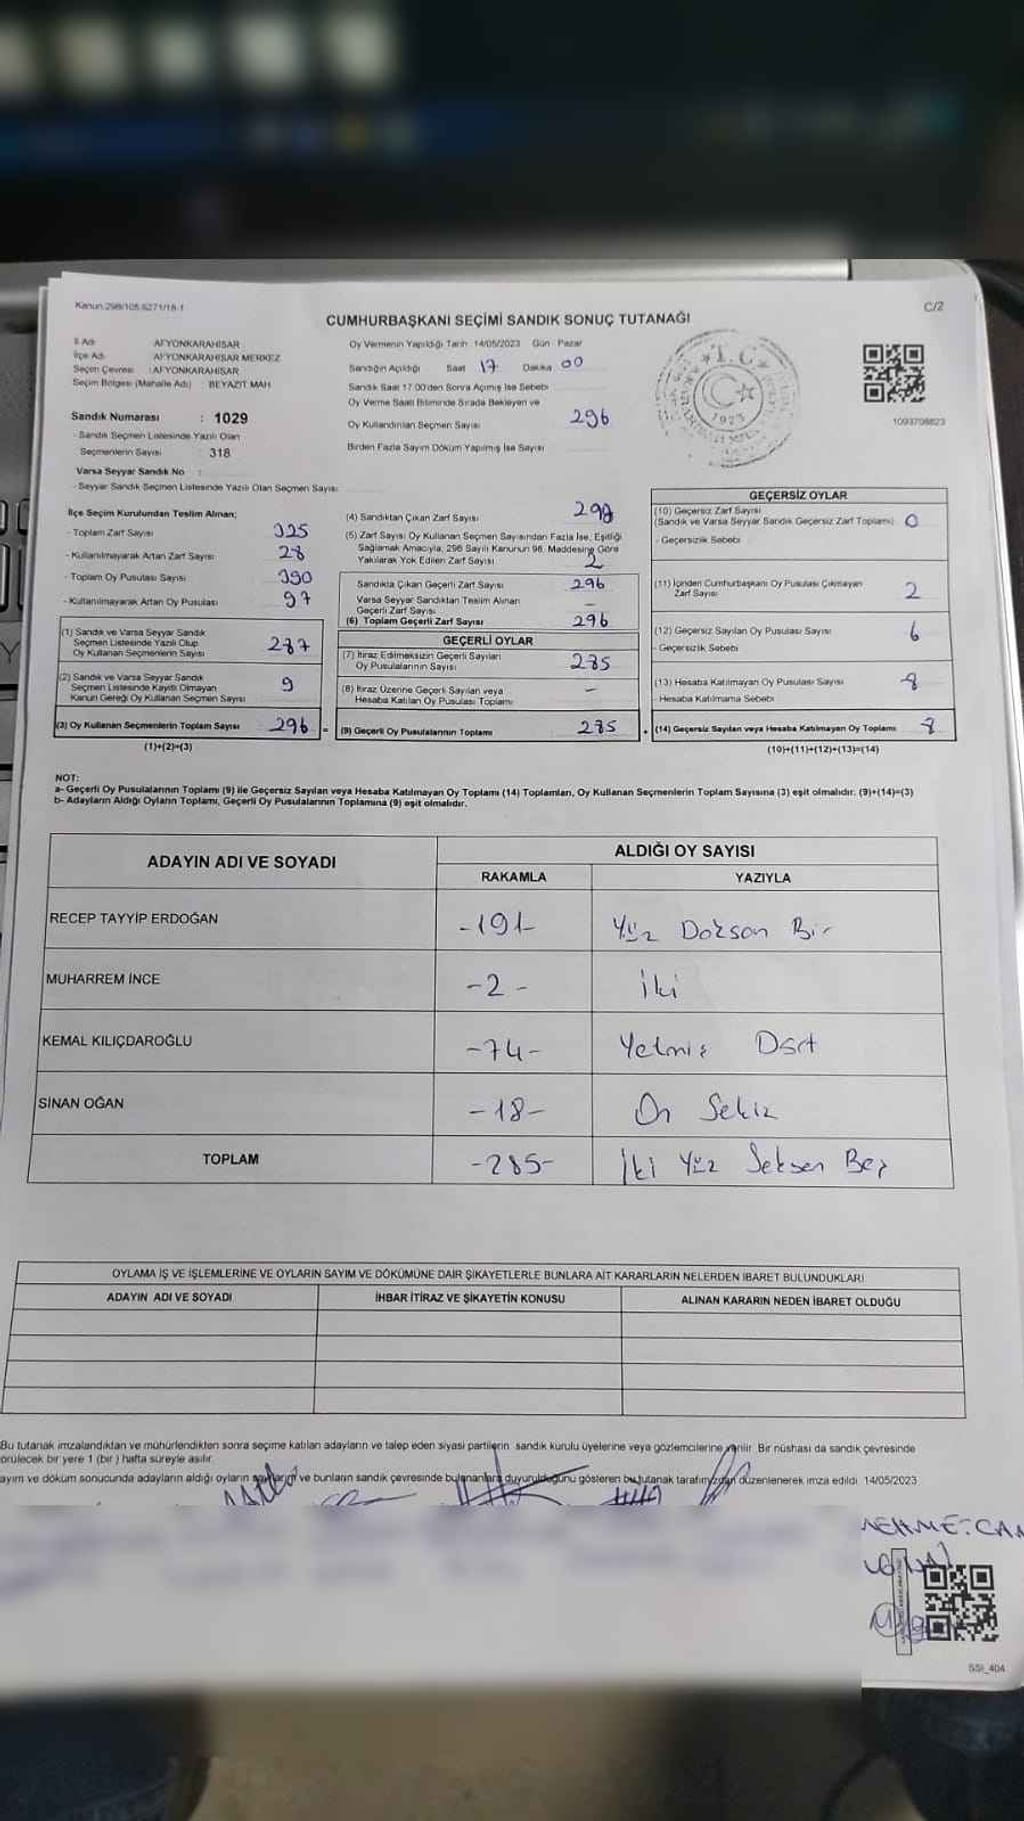 Kanun 298/105.6271/18-1
C/2
CUMHURBAŞKANI SEÇİMİ SANDIK SONUÇ TUTANAĞI
İl Adı : AFYONKARAHİSAR
İlçe Adı : AFYONKARAHİSAR MERKEZ
Seçim Çevresi : AFYONKARAHİSAR
Seçim Bölgesi (Mahalle Adı) : BEYAZIT MAH
Sandık Numarası : 1029
- Sandık Seçmen Listesinde Yazılı Olan
Seçmenlerin Sayısı 318
Varsa Seyyar Sandık No :
- Seyyar Sandık Seçmen Listesinde Yazılı Olan Seçmen Sayısı
Oy Vermenin Yapıldığı Tarih 14/05/2023 Gün : Pazar
Sandığın Açıldığı Saat 17 Dakika 00
Sandık Saat 17.00'den Sonra Açılmış İse Sebebi
Oy Verme Saati Bitiminde Sırada Bekleyen ve
Oy Kullandırılan Seçmen Sayısı 296
Birden Fazla Sayım Döküm Yapılmış İse Sayısı
T.C.
1923
1093708823
İlçe Seçim Kurulundan Teslim Alınan;
- Toplam Zarf Sayısı 325
- Kullanılmayarak Artan Zarf Sayısı 28
- Toplam Oy Pusulası Sayısı 390
- Kullanılmayarak Artan Oy Pusulası 97
(1) Sandık ve Varsa Seyyar Sandık
Seçmen Listesinde Yazılı Olup
Oy Kullanan Seçmenlerin Sayısı 287
(2) Sandık ve Varsa Seyyar Sandık
Seçmen Listesinde Kayıtlı Olmayan
Kanun Gereği Oy Kullanan Seçmen Sayısı 9
(3) Oy Kullanan Seçmenlerin Toplam Sayısı 296 =
(1)+(2)=(3)
(4) Sandıktan Çıkan Zarf Sayısı 298
(5) Zarf Sayısı Oy Kullanan Seçmen Sayısından Fazla İse, Eşitliği
Sağlamak Amacıyla, 298 Sayılı Kanunun 98. Maddesine Göre
Yakılarak Yok Edilen Zarf Sayısı 2
Sandıkta Çıkan Geçerli Zarf Sayısı 296
Varsa Seyyar Sandıktan Teslim Alınan
Geçerli Zarf Sayısı -
(6) Toplam Geçerli Zarf Sayısı 296
GEÇERLİ OYLAR
(7) İtiraz Edilmeksizin Geçerli Sayılan
Oy Pusulalarının Sayısı 285
(8) İtiraz Üzerine Geçerli Sayılan veya
Hesaba Katılan Oy Pusulası Toplamı -
(9) Geçerli Oy Pusulalarının Toplamı 285 +
GEÇERSİZ OYLAR
(10) Geçersiz Zarf Sayısı
(Sandık ve Varsa Seyyar Sandık Geçersiz Zarf Toplamı) 0
- Geçersizlik Sebebi
(11) İçinden Cumhurbaşkanı Oy Pusulası Çıkmayan
Zarf Sayısı 2
(12) Geçersiz Sayılan Oy Pusulası Sayısı 6
- Geçersizlik Sebebi
(13) Hesaba Katılmayan Oy Pusulası Sayısı
Hesaba Katılmama Sebebi
(14) Geçersiz Sayılan veya Hesaba Katılmayan Oy Toplamı 8
(10)+(11)+(12)+(13)=(14)
NOT:
a- Geçerli Oy Pusulalarının Toplamı (9) ile Geçersiz Sayılan veya Hesaba Katılmayan Oy Toplamı (14) Toplamları, Oy Kullanan Seçmenlerin Toplam Sayısına (3) eşit olmalıdır. (9)+(14)=(3)
b- Adayların Aldığı Oyların Toplamı, Geçerli Oy Pusulalarının Toplamına (9) eşit olmalıdır.
ADAYIN ADI VE SOYADI
ALDIĞI OY SAYISI
RAKAMLA YAZIYLA
RECEP TAYYİP ERDOĞAN -191- Yüz Doksan Bir
MUHARREM İNCE -2- İki
KEMAL KILIÇDAROĞLU -74- Yetmiş Dört
SİNAN OĞAN -18- On Sekiz
TOPLAM -285- İki Yüz Seksen Beş
OYLAMA İŞ VE İŞLEMLERİNE VE OYLARIN SAYIM VE DÖKÜMÜNE DAİR ŞİKAYETLERLE BUNLARA AİT KARARLARIN NELERDEN İBARET BULUNDUKLARI
ADAYIN ADI VE SOYADI İHBAR İTİRAZ VE ŞİKAYETİN KONUSU ALINAN KARARIN NEDEN İBARET OLDUĞU
Bu tutanak imzalandıktan ve mühürlendikten sonra seçime katılan adayların ve talep eden siyasi partilerin sandık kurulu üyelerine veya gözlemcilerine verilir. Bir nüshası da sandık çevresinde
örülecek bir yere 1 (bir) hafta süreyle asılır.
ayım ve döküm sonucunda adayların aldığı oyların sayılarını ve bunların sandık çevresinde bulunanlara duyurulduğunu gösteren bu tutanak tarafımızdan düzenlenerek imza edildi 14/05/2023
MEHMET CAN
SSI_404